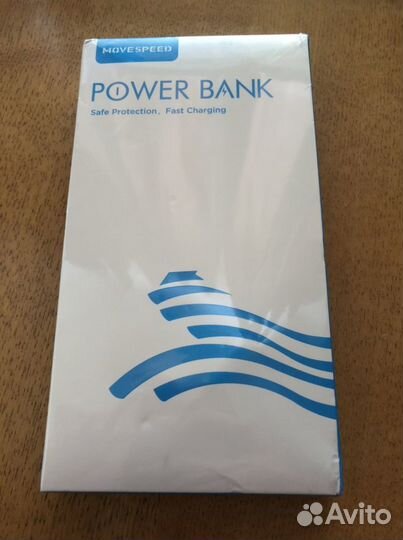 MOVESPEED
POWER BANK
Safe Protection, Fast Charging
Avito